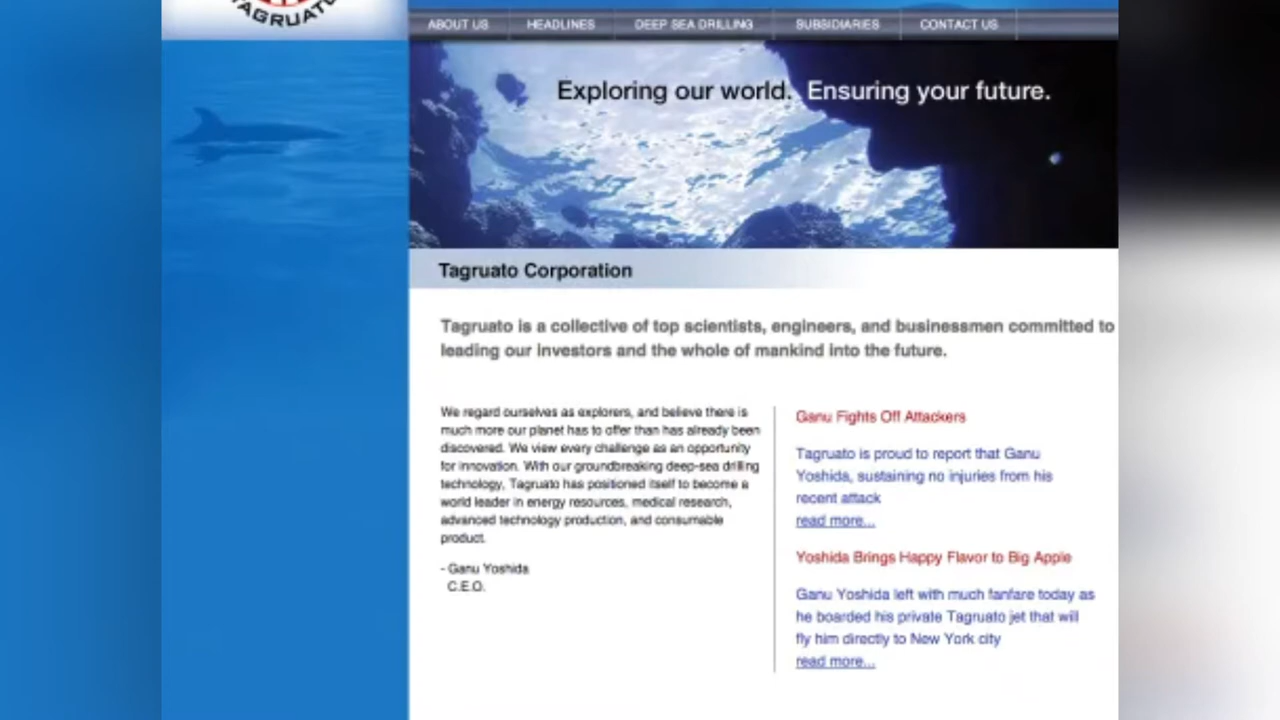 TAGRUATO
ABOUT US HEADLINES DEEP SEA DRILLING SUBSIDIARIES CONTACT US
Exploring our world. Ensuring your future.
Tagruato Corporation
Tagruato is a collective of top scientists, engineers, and businessmen committed to
leading our investors and the whole of mankind into the future.
We regard ourselves as explorers, and believe there is
much more our planet has to offer than has already been
discovered. We view every challenge as an opportunity
for innovation. With our groundbreaking deep-sea drilling
technology, Tagruato has positioned itself to become a
world leader in energy resources, medical research,
advanced technology production, and consumable
product.
- Ganu Yoshida
C.E.O.
Ganu Fights Off Attackers
Tagruato is proud to report that Ganu
Yoshida, sustaining no injuries from his
recent attack
read more...
Yoshida Brings Happy Flavor to Big Apple
Ganu Yoshida left with much fanfare today as
he boarded his private Tagruato jet that will
fly him directly to New York city
read more...